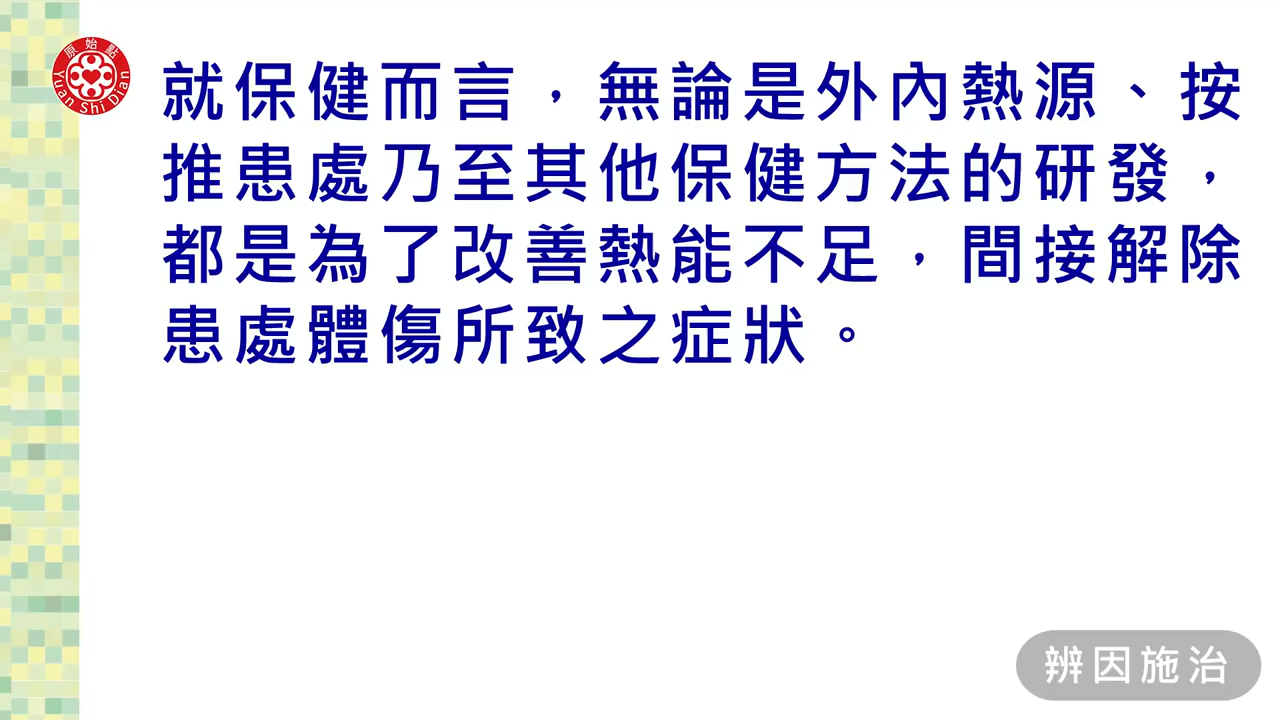 原始點
Yuan Shi Dian
就保健而言，無論是外內熱源、按
推患處乃至其他保健方法的研發，
都是為了改善熱能不足，間接解除
患處體傷所致之症狀。
辨因施治